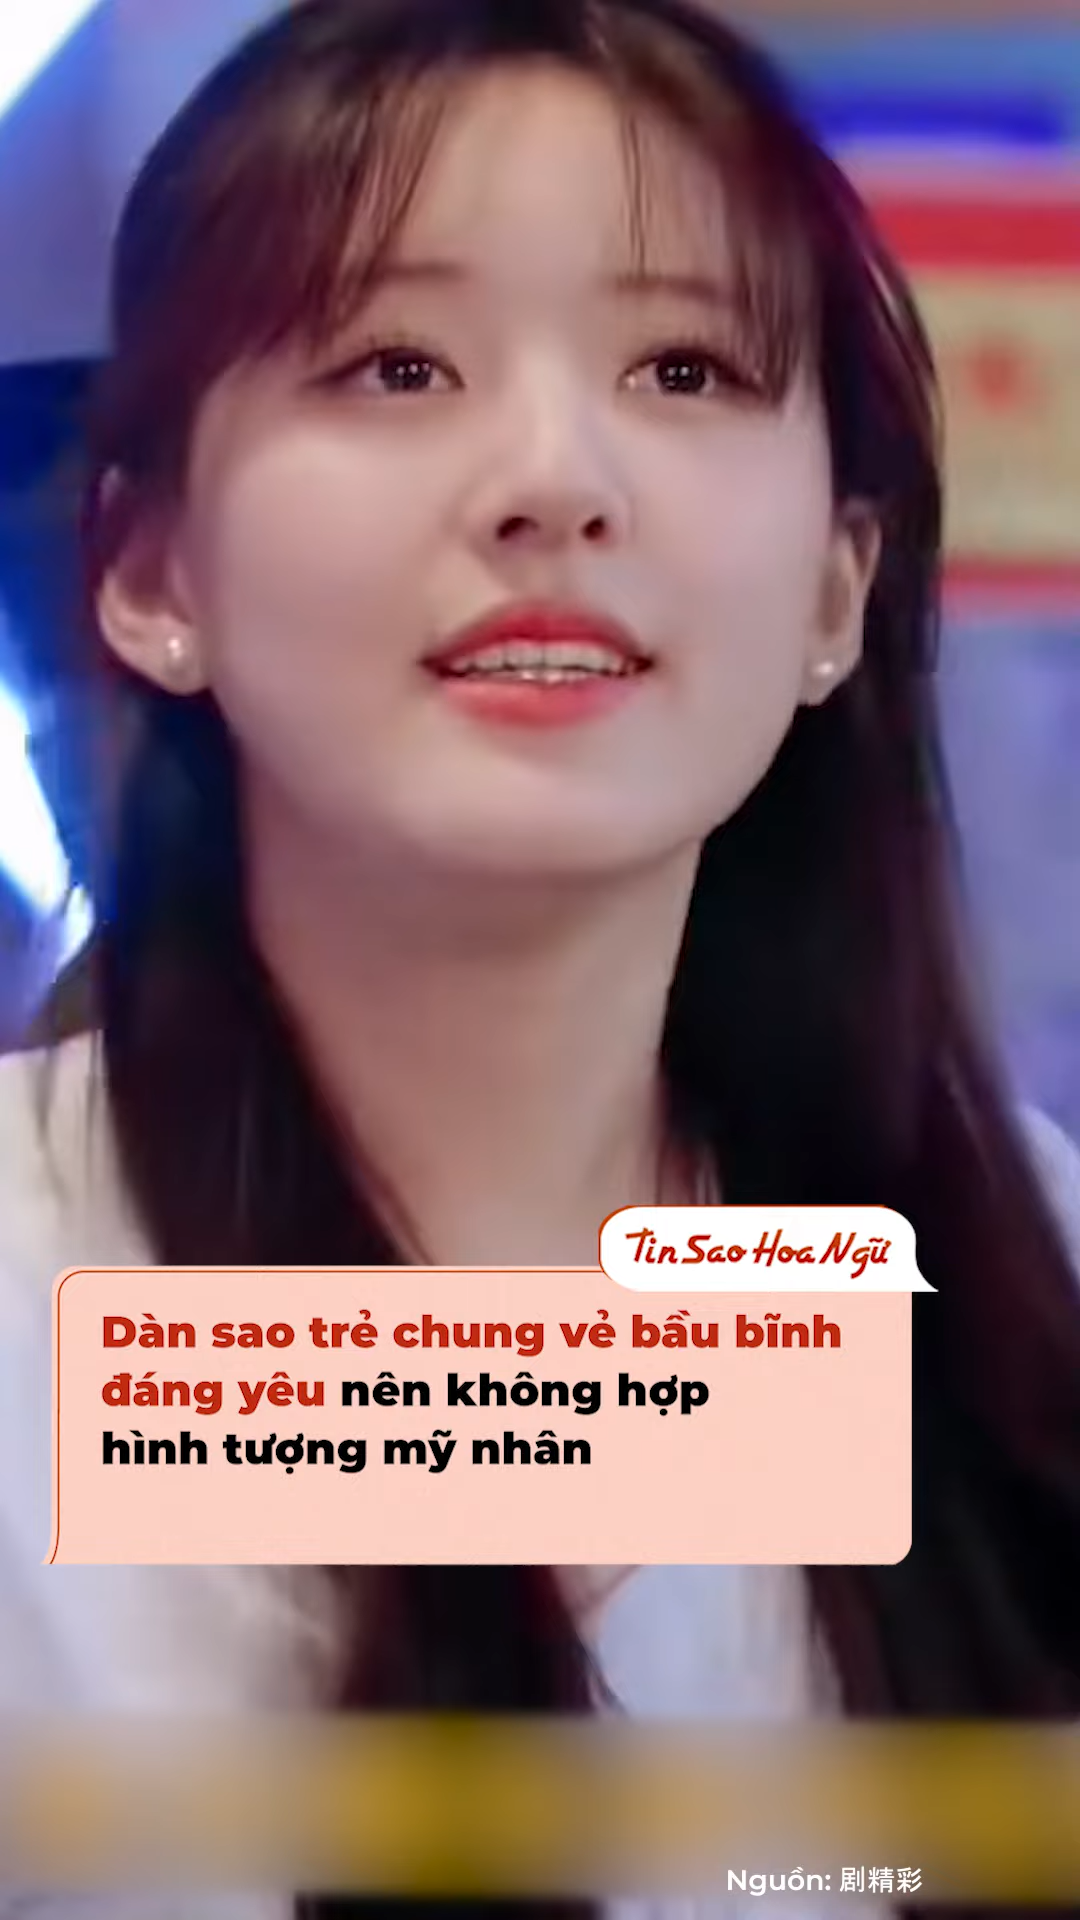 Tin Sao Hoa Ngữ
Dàn sao trẻ chung vẻ bầu bĩnh
đáng yêu nên không hợp
hình tượng mỹ nhân
Nguồn: 剧精彩